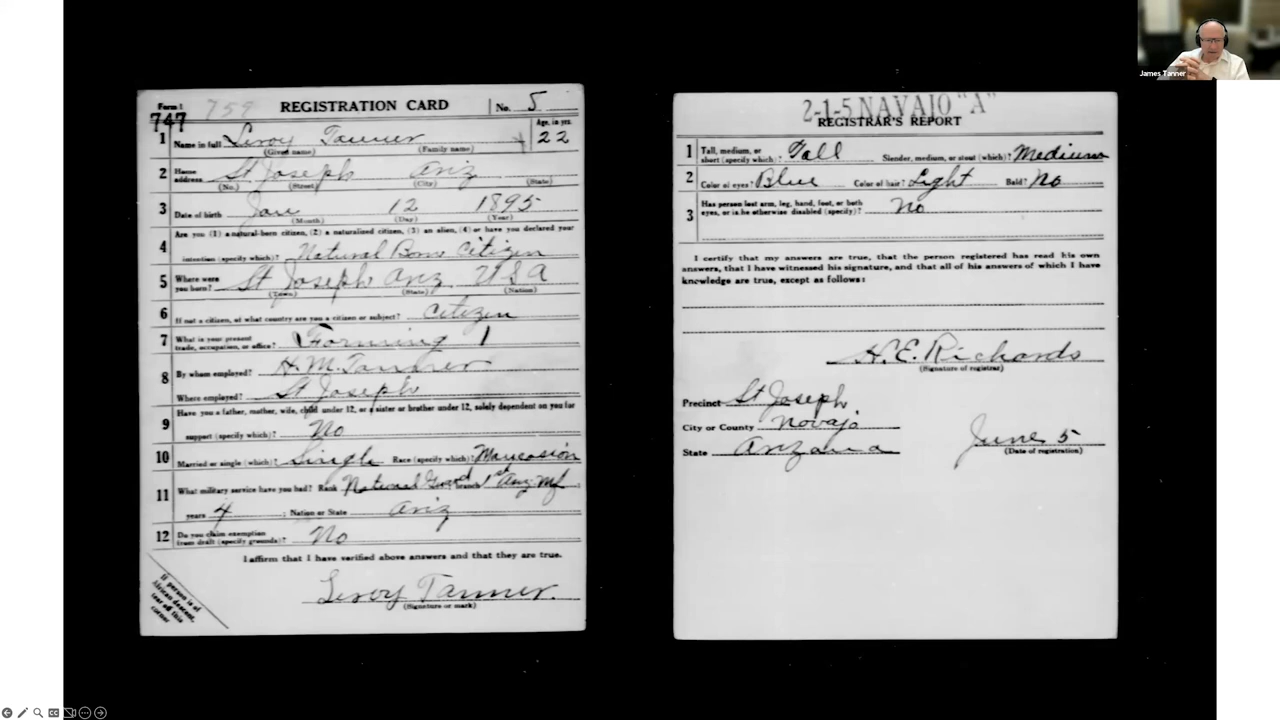 James Tanner
Form 1 759 REGISTRATION CARD No. 5
747
1 Name in full Leroy Tanner Age, in yrs. 22
(Given name) (Family name)
2 Home address St Joseph Ariz
(No.) (Street) (City) (State)
3 Date of birth Jan 12 1895
(Month) (Day) (Year)
4 Are you (1) a natural-born citizen, (2) a naturalized citizen, (3) an alien, (4) or have you declared your
intention (specify which)? Natural Born Citizen
5 Where were you born? St Joseph Ariz USA
(Town) (State) (Nation)
6 If not a citizen, of what country are you a citizen or subject? Citizen
7 What is your present trade, occupation, or office? Farming 1
8 By whom employed? H. M. Tanner
Where employed? St Joseph
9 Have you a father, mother, wife, child under 12, or a sister or brother under 12, solely dependent on you for
support (specify which)? No
10 Married or single (which)? Single Race (specify which)?
11 What military service have you had? Rank National Guard branch 1st Ariz Inf ;
years 4 ; Nation or State Ariz
12 Do you claim exemption from draft (specify grounds)? No
I affirm that I have verified above answers and that they are true.
Leroy Tanner.
(Signature or mark)
If person is of
African descent,
tear off this
corner
2-1-5 NAVAJO "A"
REGISTRAR'S REPORT
1 Tall, medium, or short (specify which)? Tall Slender, medium, or stout (which)? Medium
2 Color of eyes? Blue Color of hair? Light Bald? No
3 Has person lost arm, leg, hand, foot, or both
eyes, or is he otherwise disabled (specify)? No
I certify that my answers are true, that the person registered has read his own
answers, that I have witnessed his signature, and that all of his answers of which I have
knowledge are true, except as follows:
H. E. Richards
(Signature of registrar)
Precinct St Joseph
City or County Navajo
State Arizona June 5
(Date of registration)